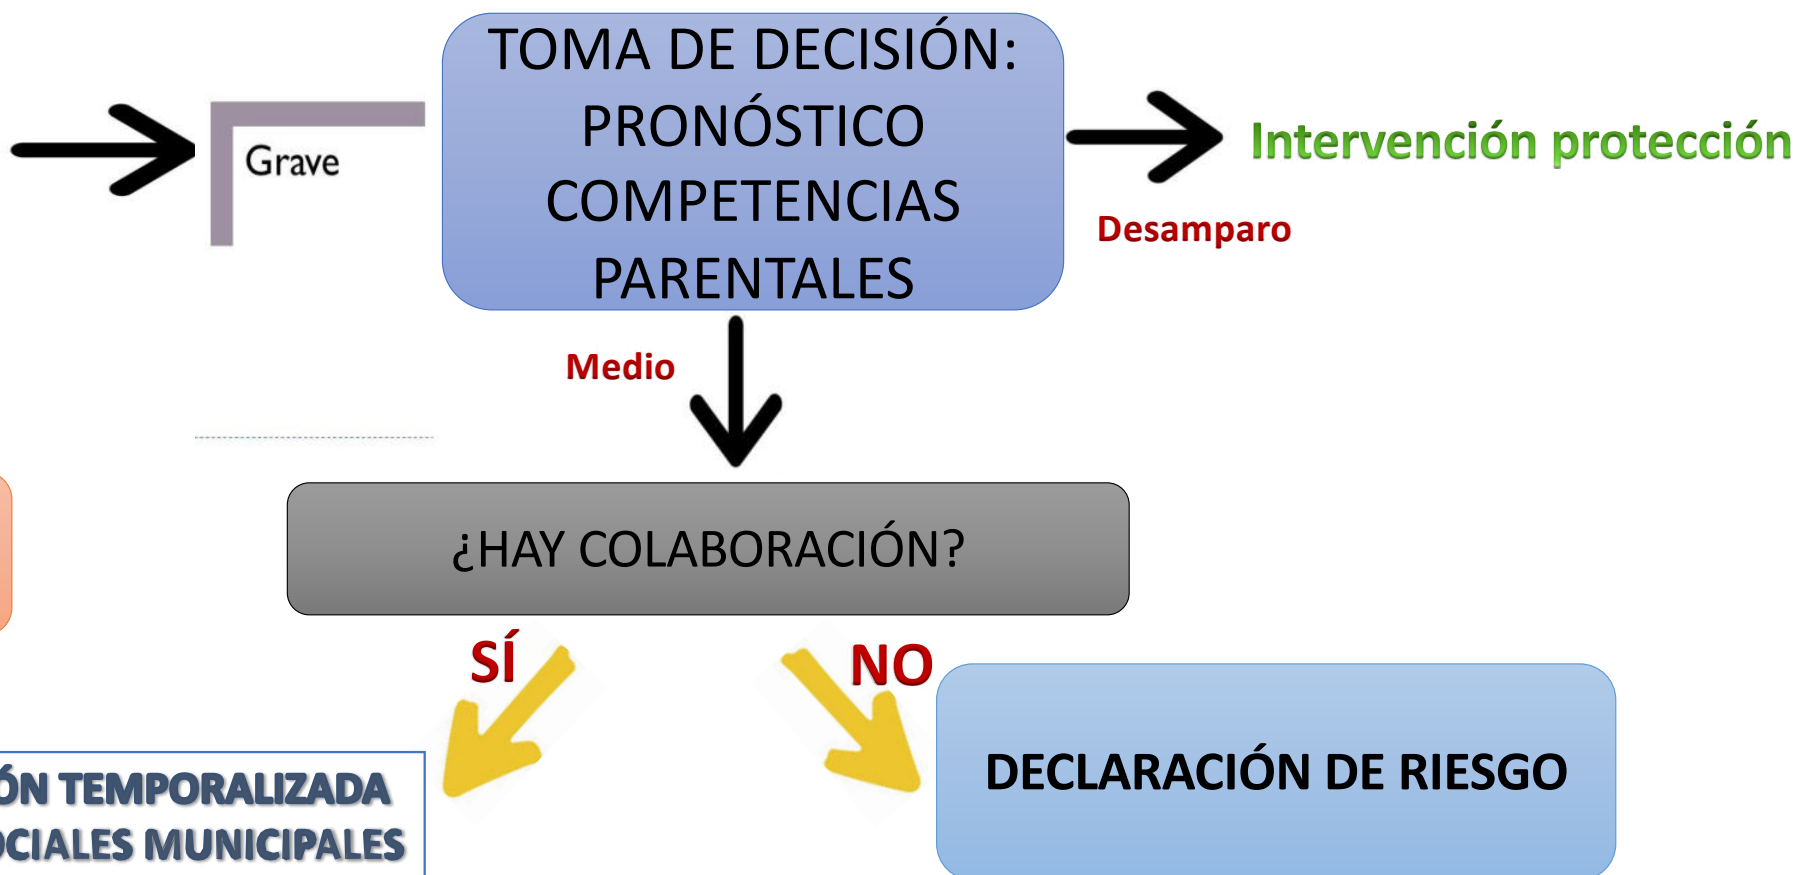 TOMA DE DECISIÓN:
PRONÓSTICO
COMPETENCIAS
PARENTALES
Grave
Intervención protección
Desamparo
Medio
¿HAY COLABORACIÓN?
SÍ
NO
DECLARACIÓN DE RIESGO
ÓN TEMPORALIZADA
OCIALES MUNICIPALES